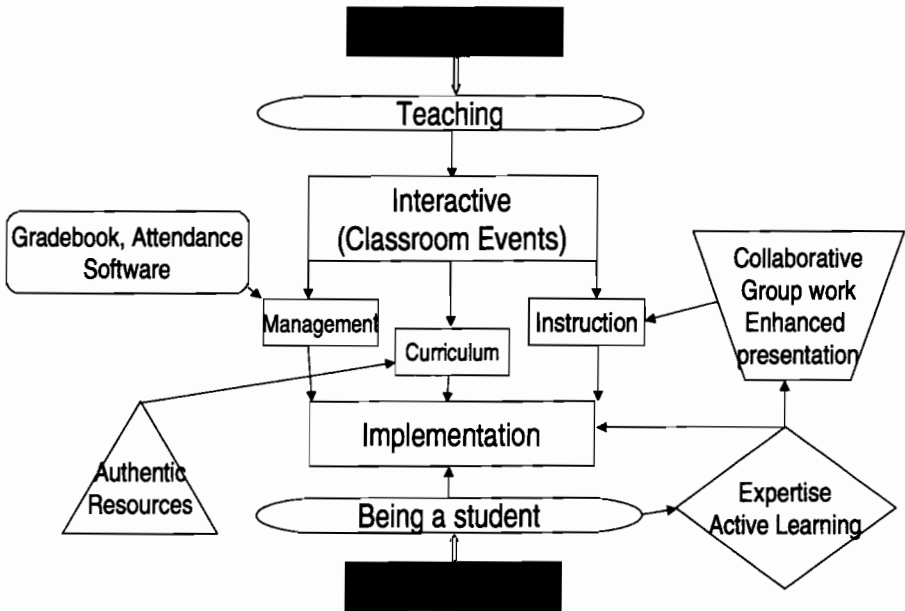 Teaching
Interactive
(Classroom Events)
Gradebook, Attendance
Software
Collaborative
Group work
Enhanced
presentation
Management
Instruction
Curriculum
Implementation
Authentic
Resources
Expertise
Active Learning
Being a student